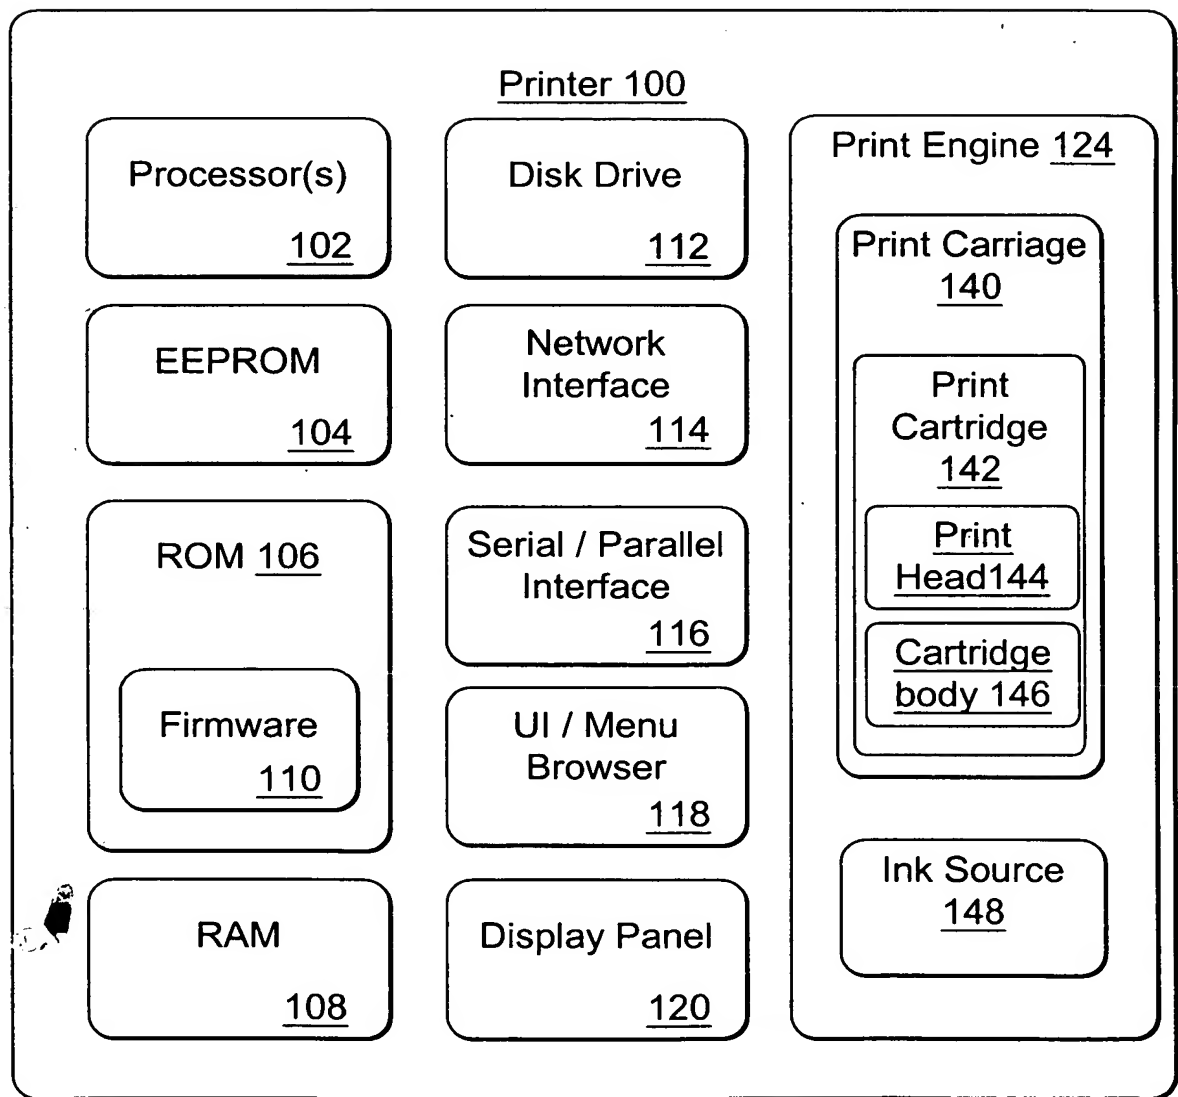 Printer 100
Processor(s)
102
EEPROM
104
ROM 106
Firmware
110
RAM
108
Disk Drive
112
Network
Interface
114
Serial / Parallel
Interface
116
UI / Menu
Browser
118
Display Panel
120
Print Engine 124
Print Carriage
140
Print
Cartridge
142
Print
Head144
Cartridge
body 146
Ink Source
148